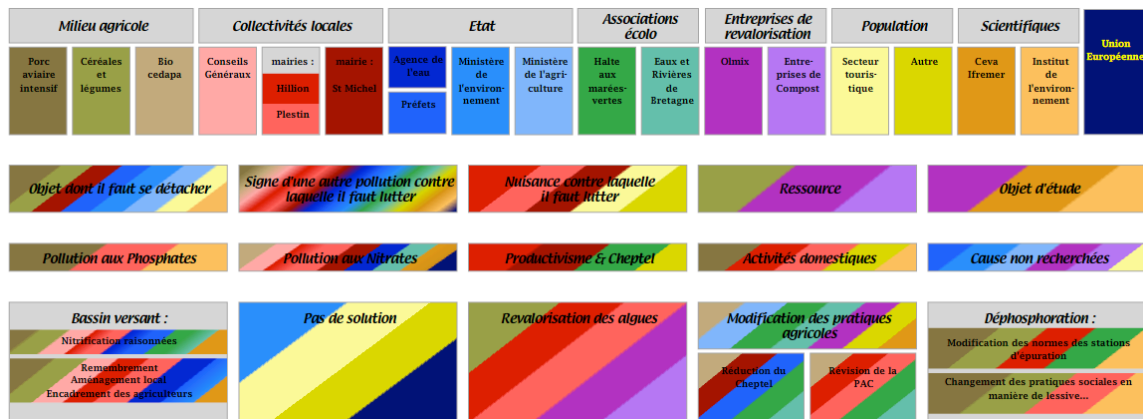 Milieu agricole
Collectivités locales
Etat
Associations
écolo
Entreprises de
revalorisation
Population
Scientifiques
Union
Européenne
Porc
aviaire
intensif
Céréales
et
légumes
Bio
cedapa
Conseils
Généraux
mairies :
Hillion
Plestin
mairie :
St Michel
Agence de
l'eau
Préfets
Ministère
de
l'environ-
nement
Ministère
de l'agri-
culture
Halte
aux
marées-
vertes
Eaux et
Rivières
de
Bretagne
Olmix
Entre-
prises de
Compost
Secteur
touris-
tique
Autre
Ceva
Ifremer
Institut
de
l'environ-
nement
Objet dont il faut se détacher
Signe d'une autre pollution contre
laquelle il faut lutter
Nuisance contre laquelle
il faut lutter
Ressource
Objet d'étude
Pollution aux Phosphates
Pollution aux Nitrates
Productivisme & Cheptel
Activités domestiques
Cause non recherchées
Bassin versant :
Nitrification raisonnées
Remembrement
Aménagement local
Encadrement des agriculteurs
Pas de solution
Revalorisation des algues
Modification des pratiques
agricoles
Réduction du
Cheptel
Révision de la
PAC
Déphosphoration :
Modification des normes des stations
d'épuration
Changement des pratiques sociales en
manière de lessive...